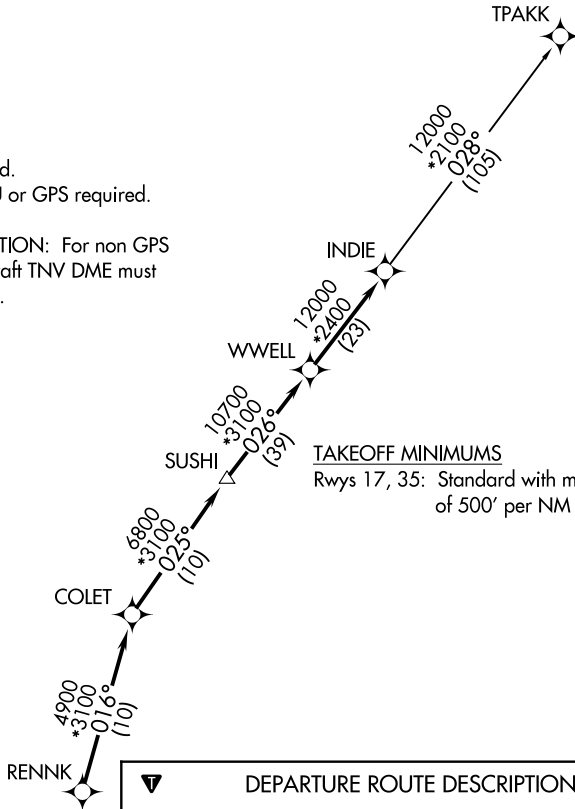 TPAKK
12000
*2100
028°
(105)
d.
U or GPS required.
TION: For non GPS
raft TNV DME must
.
INDIE
12000
*2400
(23)
WWELL
10700
*3100
026°
(39)
SUSHI
TAKEOFF MINIMUMS
Rwys 17, 35: Standard with m
of 500' per NM
6800
*3100
025°
(10)
COLET
4900
*3100
016°
(10)
RENNK
T
DEPARTURE ROUTE DESCRIPTION